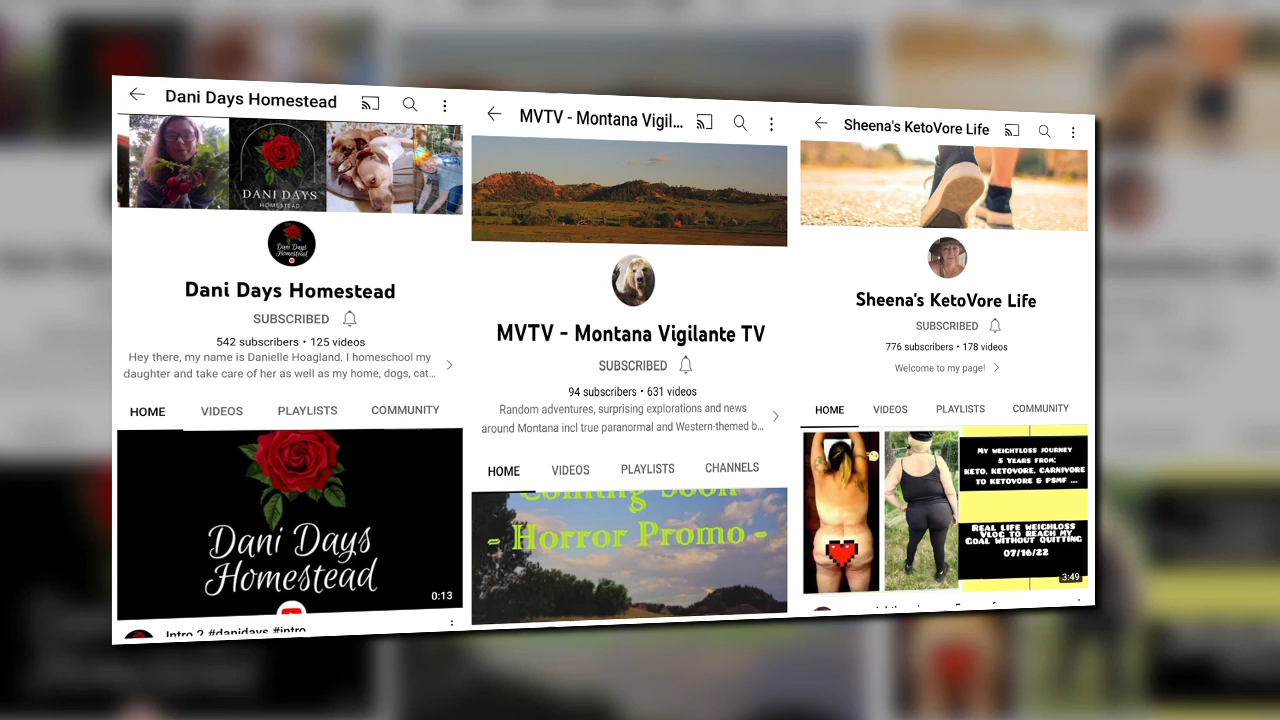 Dani Days Homestead
DANI DAYS
HOMESTEAD
Dani Days
Homestead
Dani Days Homestead
SUBSCRIBED
542 subscribers • 125 videos
Hey there, my name is Danielle Hoagland. I homeschool my
daughter and take care of her as well as my home, dogs, cat...
HOME VIDEOS PLAYLISTS COMMUNITY
Dani Days
Homestead
0:13
Intro 2 #danidays #intro
MVTV - Montana Vigil...
MVTV - Montana Vigilante TV
SUBSCRIBED
94 subscribers • 631 videos
Random adventures, surprising explorations and news
around Montana incl true paranormal and Western-themed b...
HOME VIDEOS PLAYLISTS CHANNELS
Coming Soon
- Horror Promo -
Sheena's KetoVore Life
Sheena's KetoVore Life
SUBSCRIBED
776 subscribers • 178 videos
Welcome to my page!
HOME VIDEOS PLAYLISTS COMMUNITY
MY WEIGHTLOSS JOURNEY
5 YEARS FROM:
KETO, KETOVORE, CARNIVORE
TO KETOVORE & PSMF ...
REAL LIFE WEIGHLOSS
VLOG TO REACH MY
GOAL WITHOUT QUITTING
07/16/22
3:49